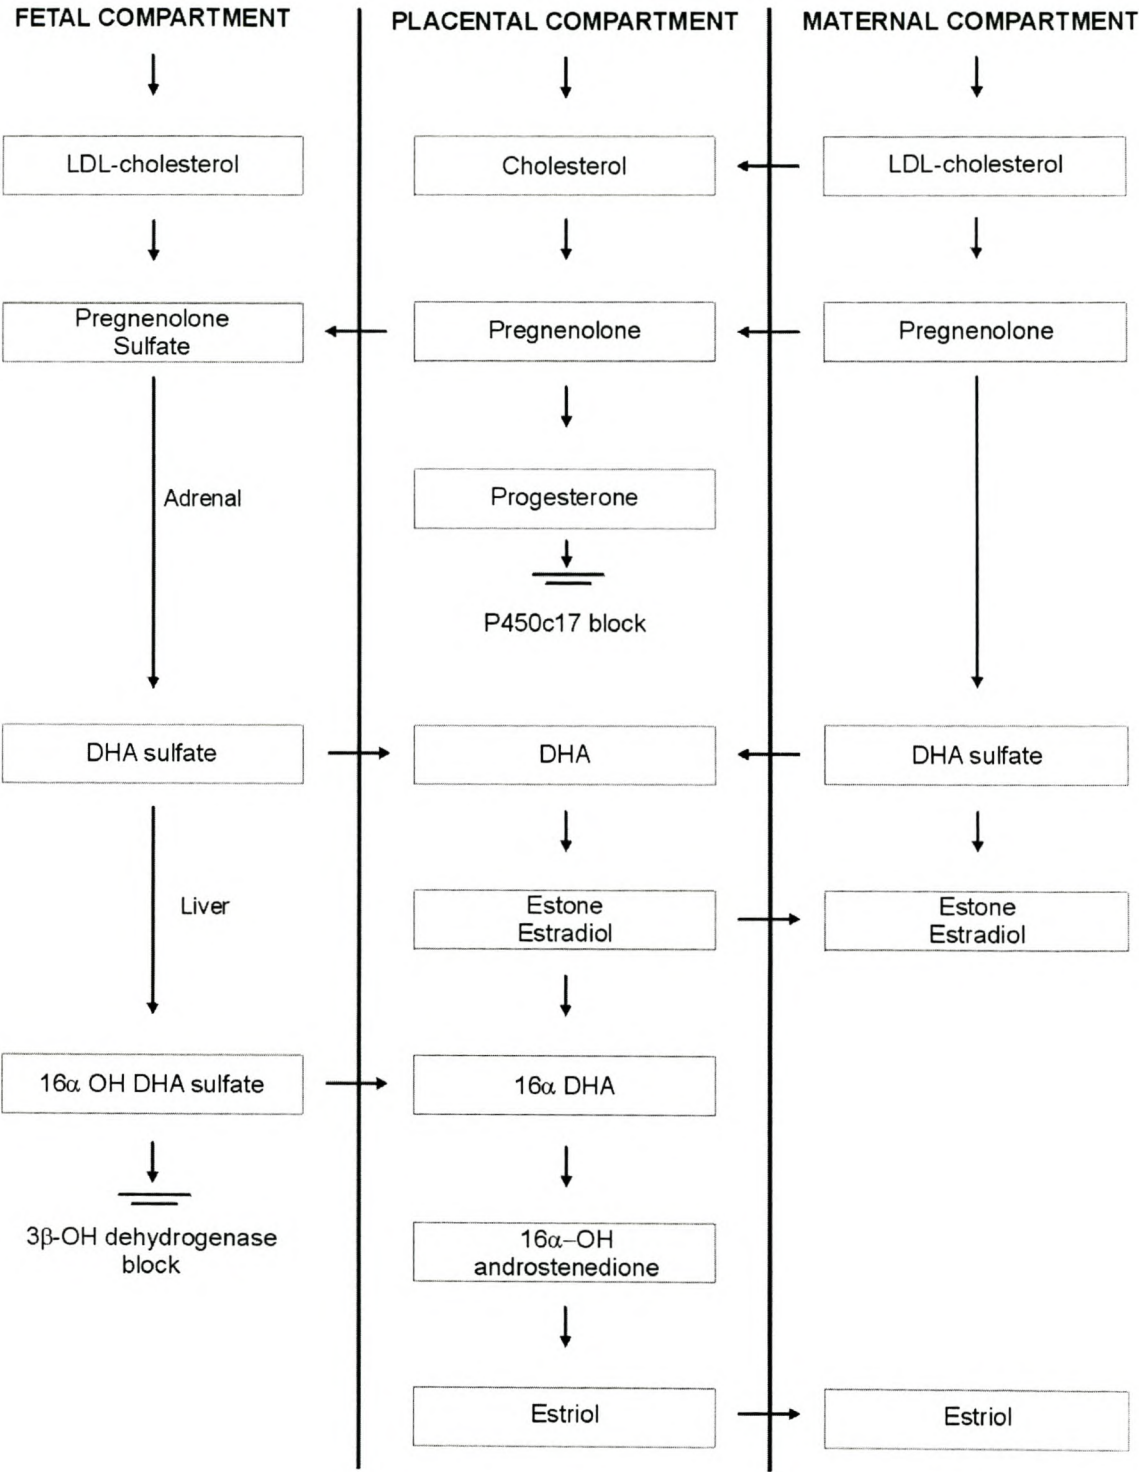 FETAL COMPARTMENT
PLACENTAL COMPARTMENT
MATERNAL COMPARTMENT
LDL-cholesterol
Cholesterol
LDL-cholesterol
Pregnenolone
Sulfate
Pregnenolone
Pregnenolone
Adrenal
Progesterone
P450c17 block
DHA sulfate
DHA
DHA sulfate
Liver
Estone
Estradiol
Estone
Estradiol
16α OH DHA sulfate
16α DHA
3β-OH dehydrogenase
block
16α–OH
androstenedione
Estriol
Estriol